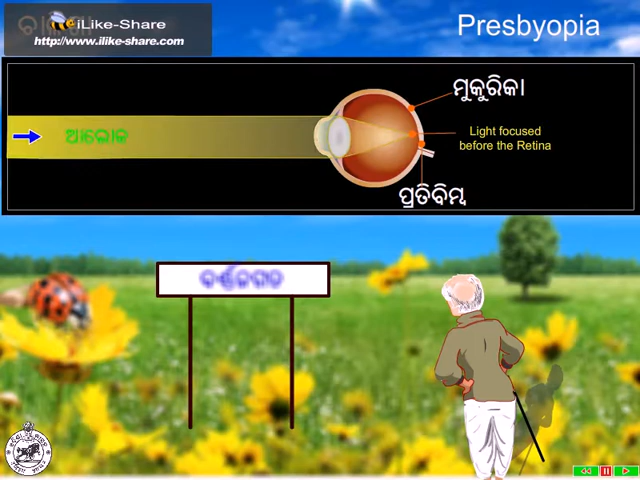 iLike-Share
http://www.ilike-share.com
Presbyopia
ମୁକୁରିକା
ଆଲୋକ
Light focused
before the Retina
ପ୍ରତିବିମ୍ବ